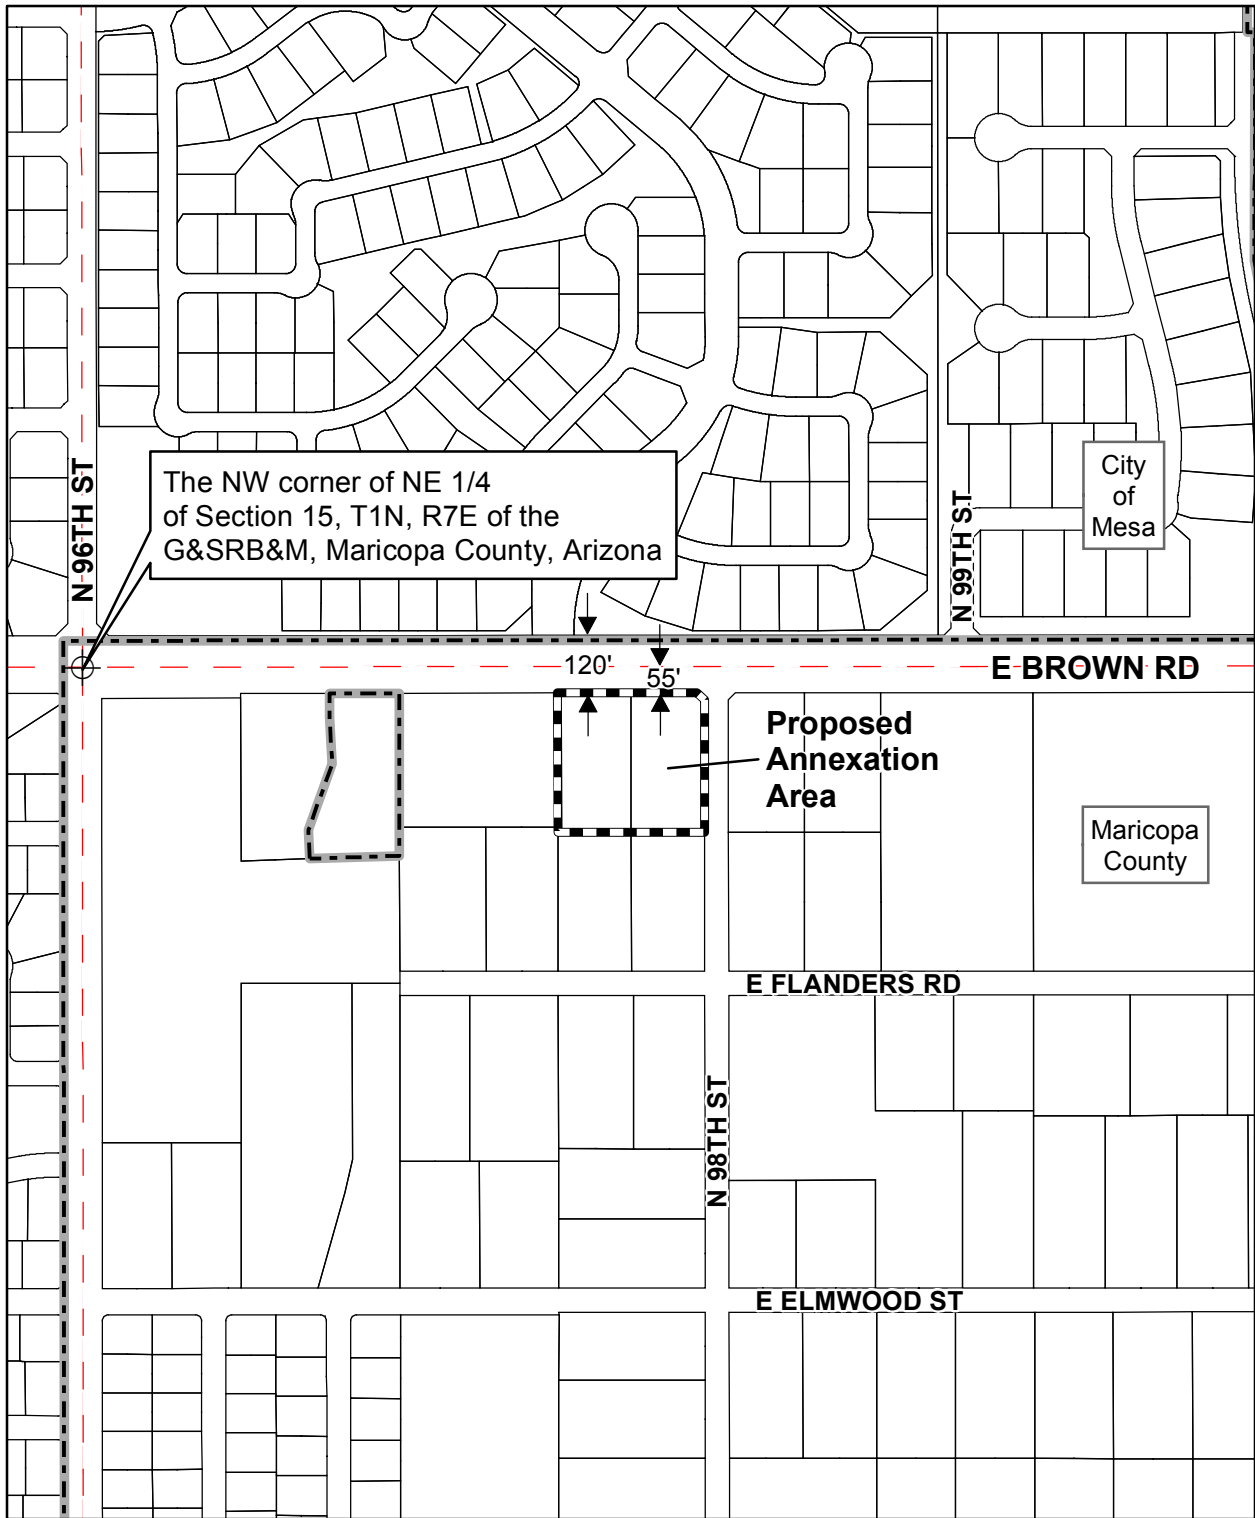 N 96TH ST
The NW corner of NE 1/4
of Section 15, T1N, R7E of the
G&SRB&M, Maricopa County, Arizona
City
of
Mesa
N 99TH ST
120'
55'
E BROWN RD
Proposed
Annexation
Area
Maricopa
County
E FLANDERS RD
N 98TH ST
E ELMWOOD ST